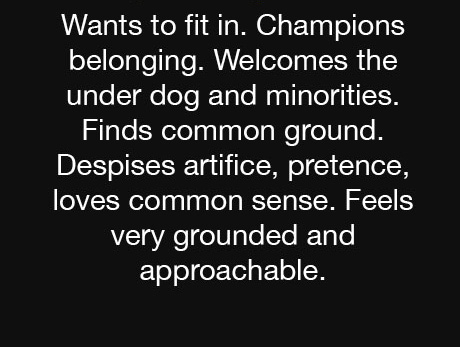 Wants to fit in. Champions
belonging. Welcomes the
under dog and minorities.
Finds common ground.
Despises artifice, pretence,
loves common sense. Feels
very grounded and
approachable.